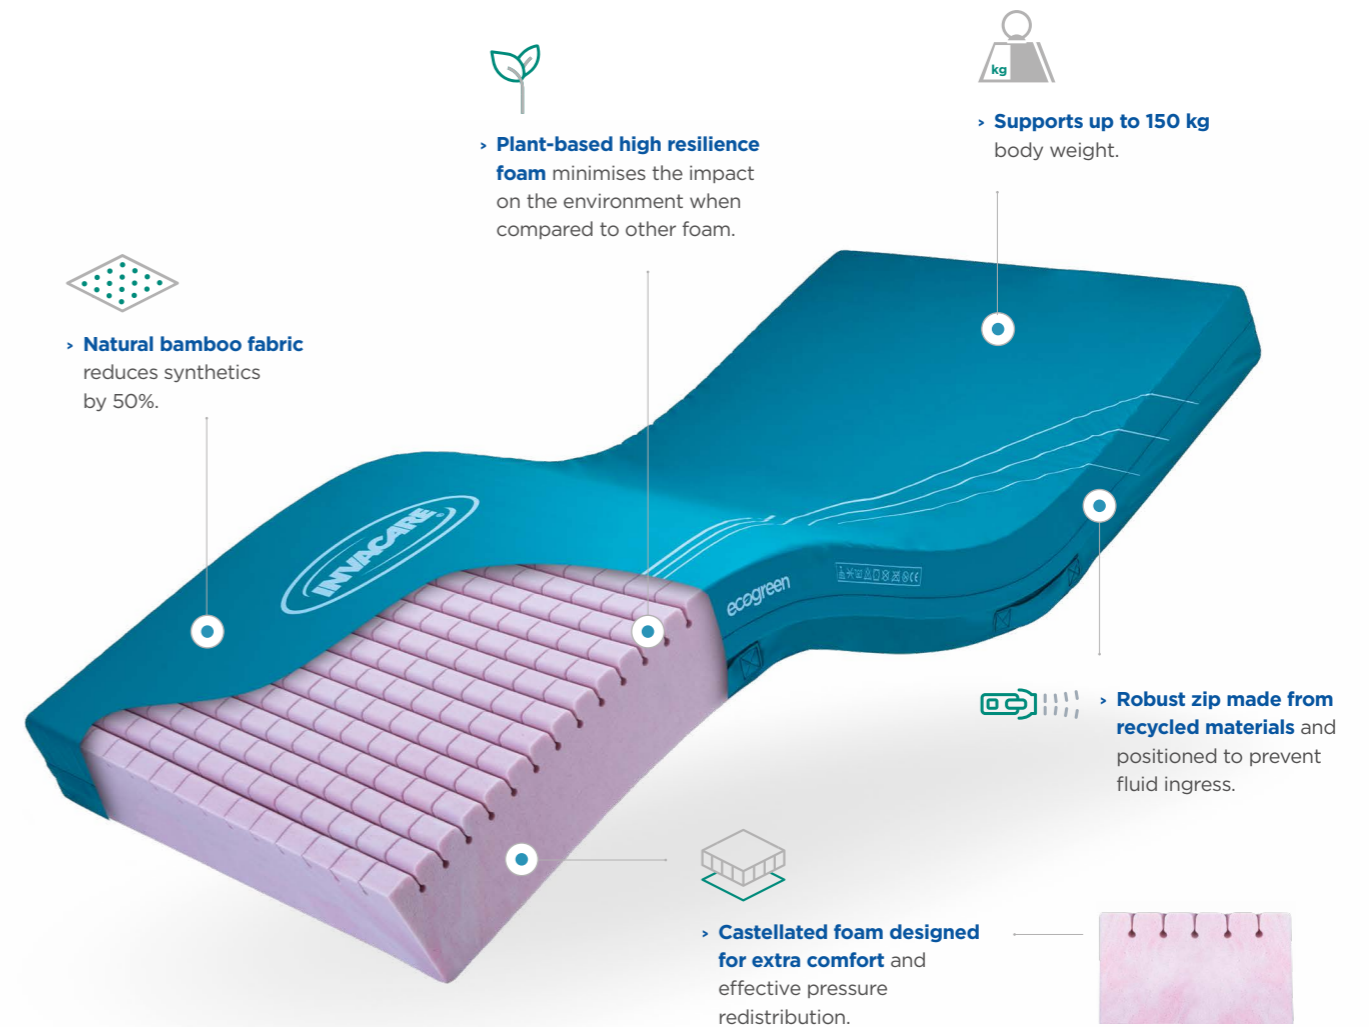 kg
> Supports up to 150 kg
body weight.
> Plant-based high resilience
foam minimises the impact
on the environment when
compared to other foam.
> Natural bamboo fabric
reduces synthetics
by 50%.
INVACARE
ecogreen
CE
> Robust zip made from
recycled materials and
positioned to prevent
fluid ingress.
> Castellated foam designed
for extra comfort and
effective pressure
redistribution.